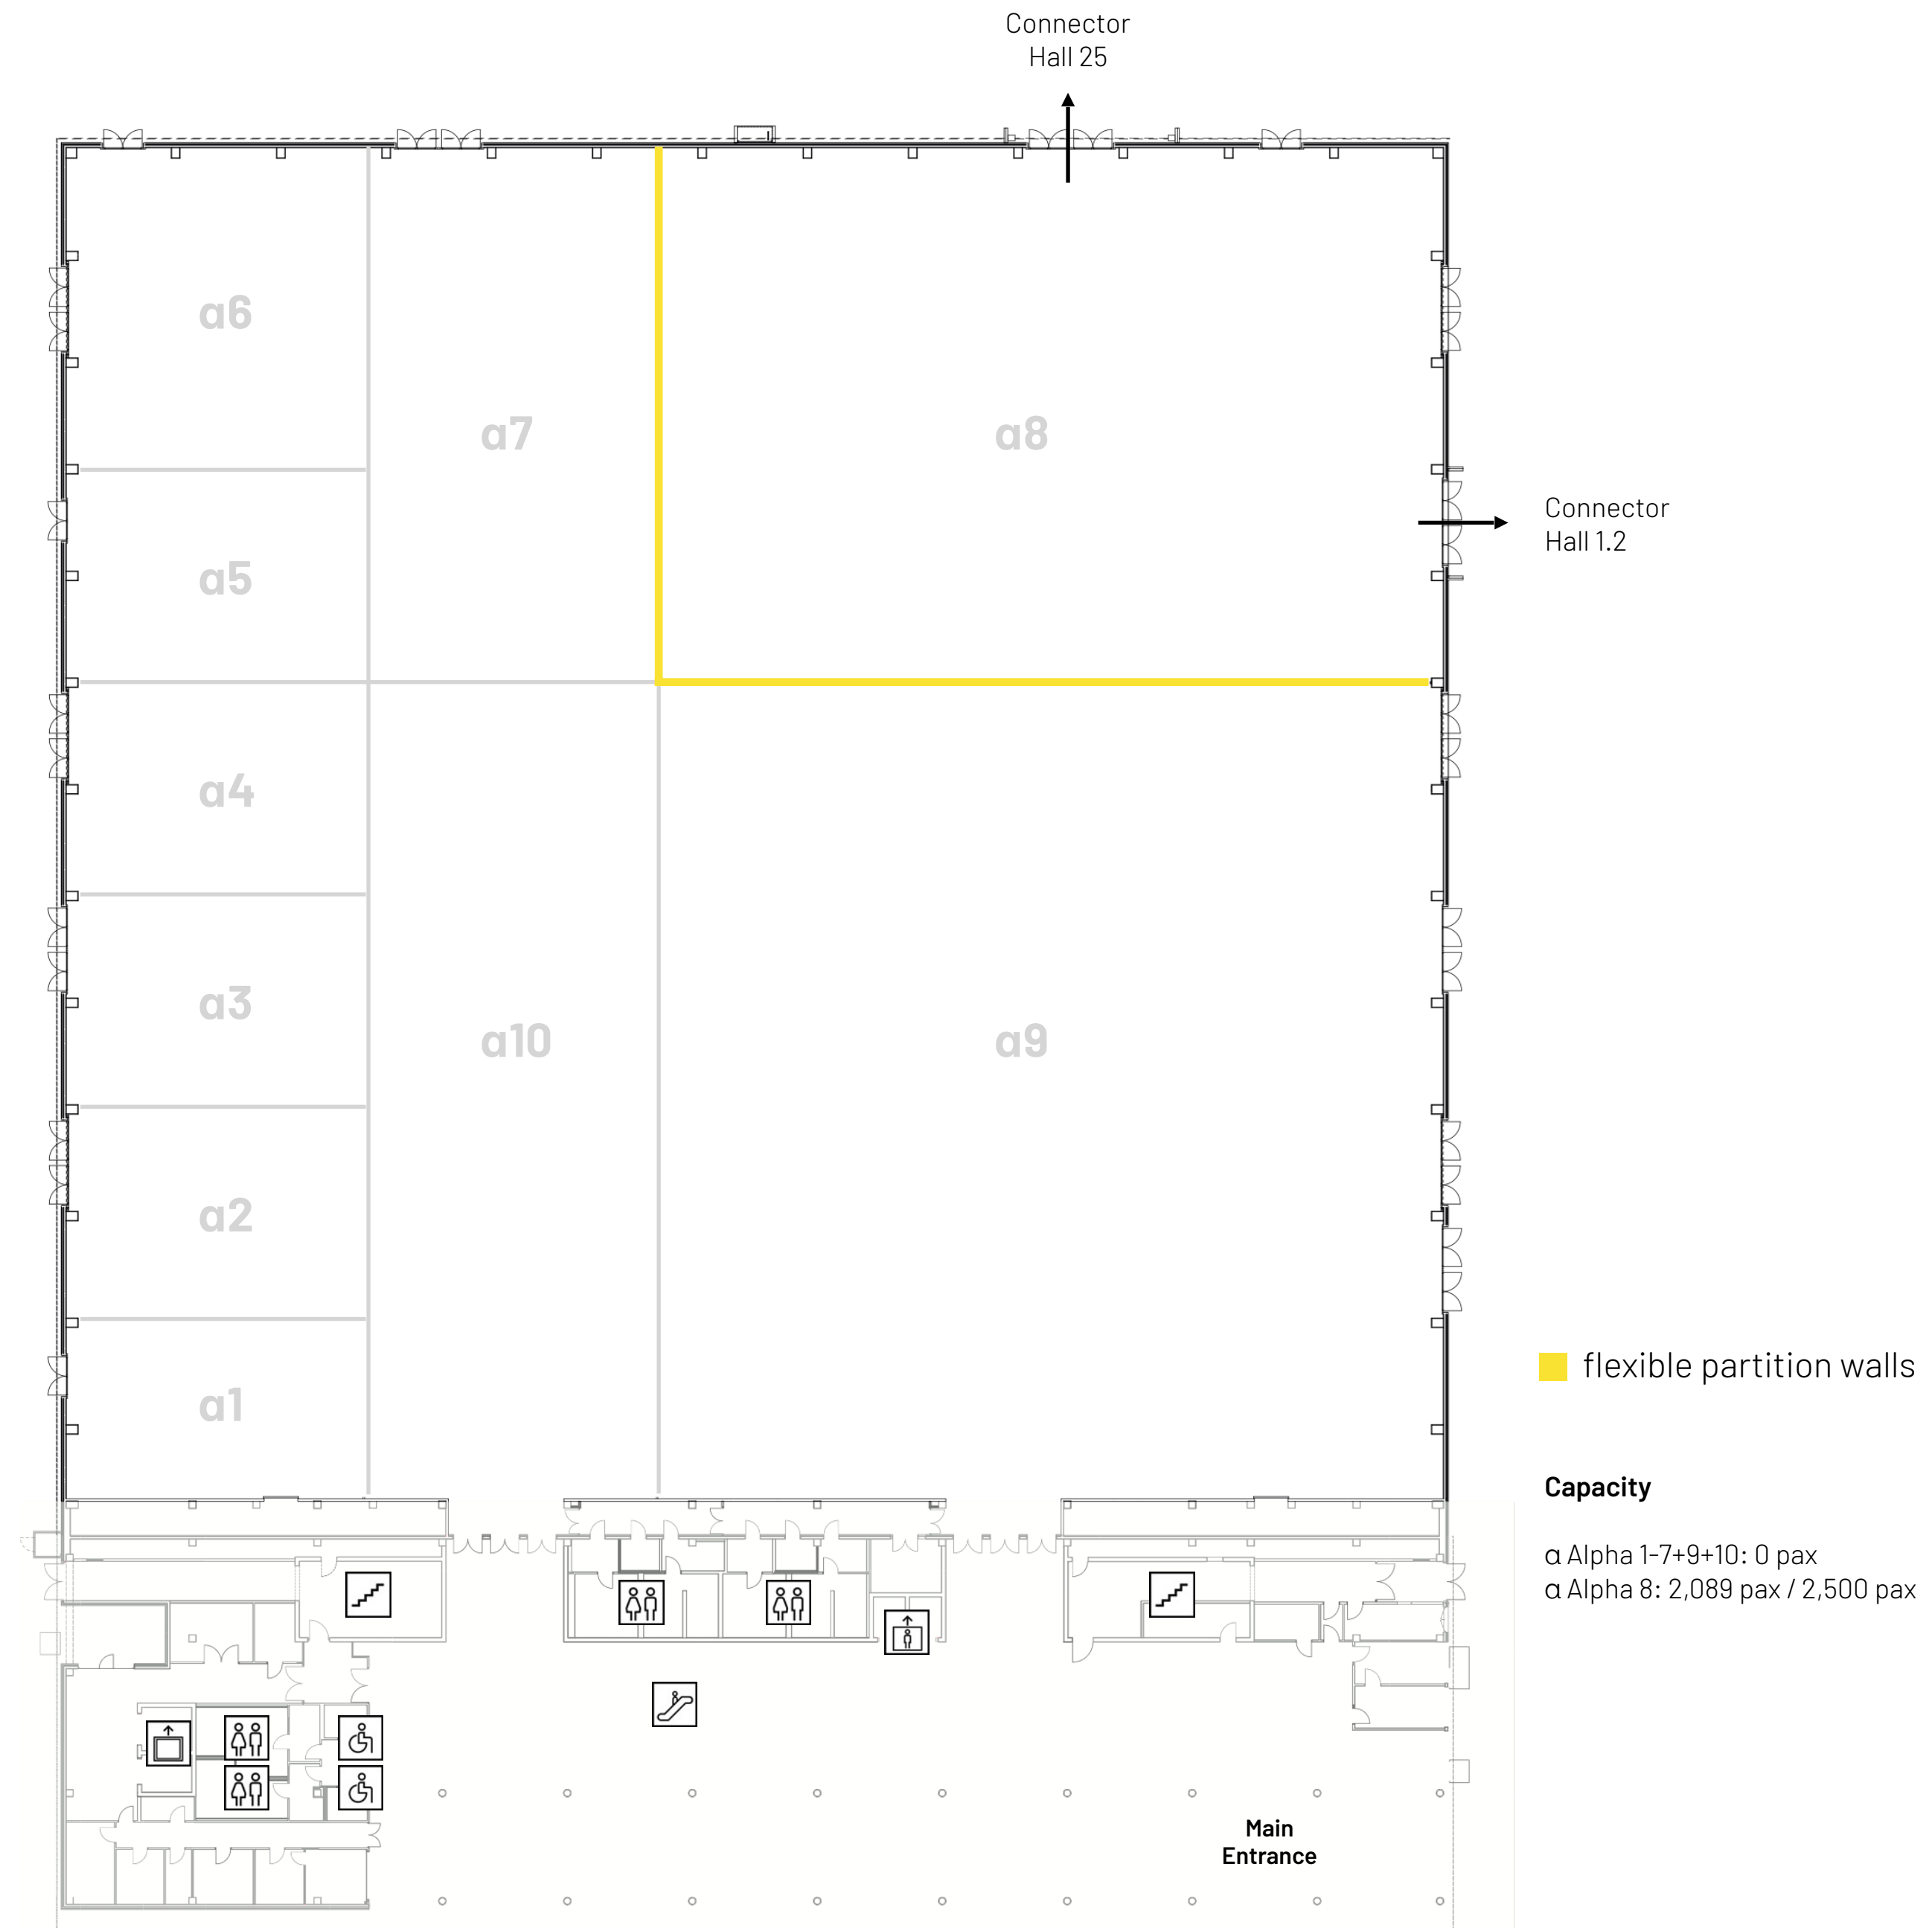 Connector
Hall 25
a6
a7
a8
Connector
Hall 1.2
a5
a4
a3
a10
a9
a2
flexible partition walls
a1
Capacity
α Alpha 1-7+9+10: 0 pax
α Alpha 8: 2,089 pax / 2,500 pax
Main
Entrance